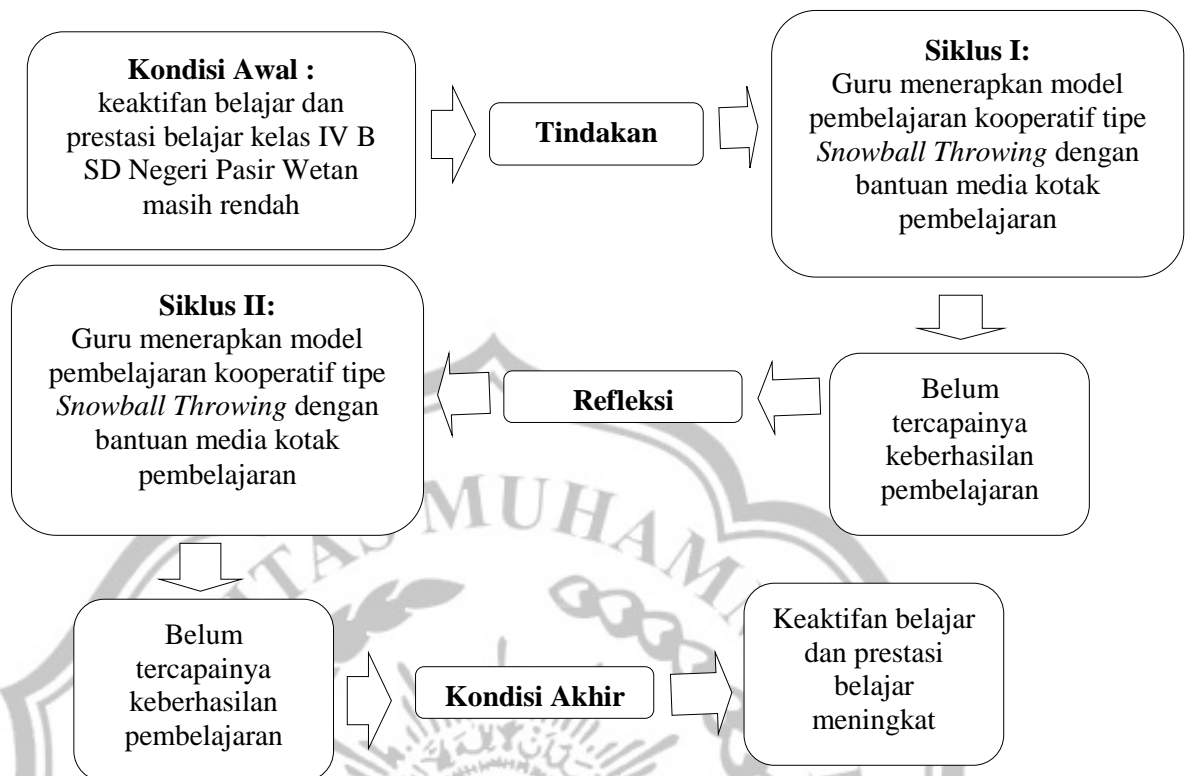 Kondisi Awal :
keaktifan belajar dan
prestasi belajar kelas IV B
SD Negeri Pasir Wetan
masih rendah
Tindakan
Siklus I:
Guru menerapkan model
pembelajaran kooperatif tipe
Snowball Throwing dengan
bantuan media kotak
pembelajaran
Belum
tercapainya
keberhasilan
pembelajaran
Refleksi
Siklus II:
Guru menerapkan model
pembelajaran kooperatif tipe
Snowball Throwing dengan
bantuan media kotak
pembelajaran
Belum
tercapainya
keberhasilan
pembelajaran
Kondisi Akhir
Keaktifan belajar
dan prestasi
belajar
meningkat
ITAS MUHAMA